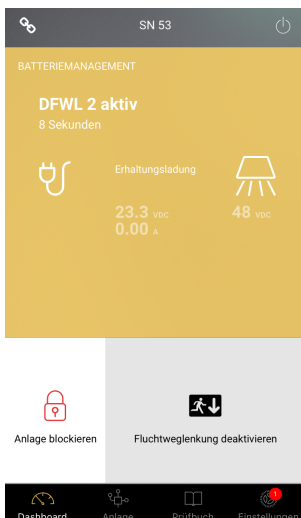 SN 53
BATTERIEMANAGEMENT
DFWL 2 aktiv
8 Sekunden
Erhaltungsladung
23.3 VDC
48 VDC
0.00 A
Anlage blockieren
Fluchtweglenkung deaktivieren
1
Dashboard
Anlage
Prüfbuch
Einstellungen